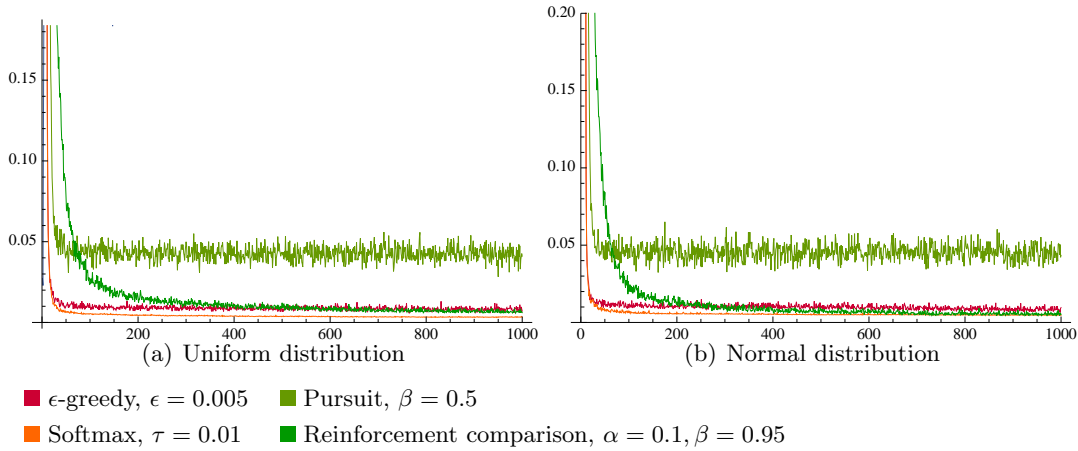 0.15
0.10
0.05
200 400 600 800 1000
(a) Uniform distribution
0.20
0.15
0.10
0.05
0 200 400 600 800 1000
(b) Normal distribution
ϵ-greedy, ϵ = 0.005
Pursuit, β = 0.5
Softmax, τ = 0.01
Reinforcement comparison, α = 0.1, β = 0.95